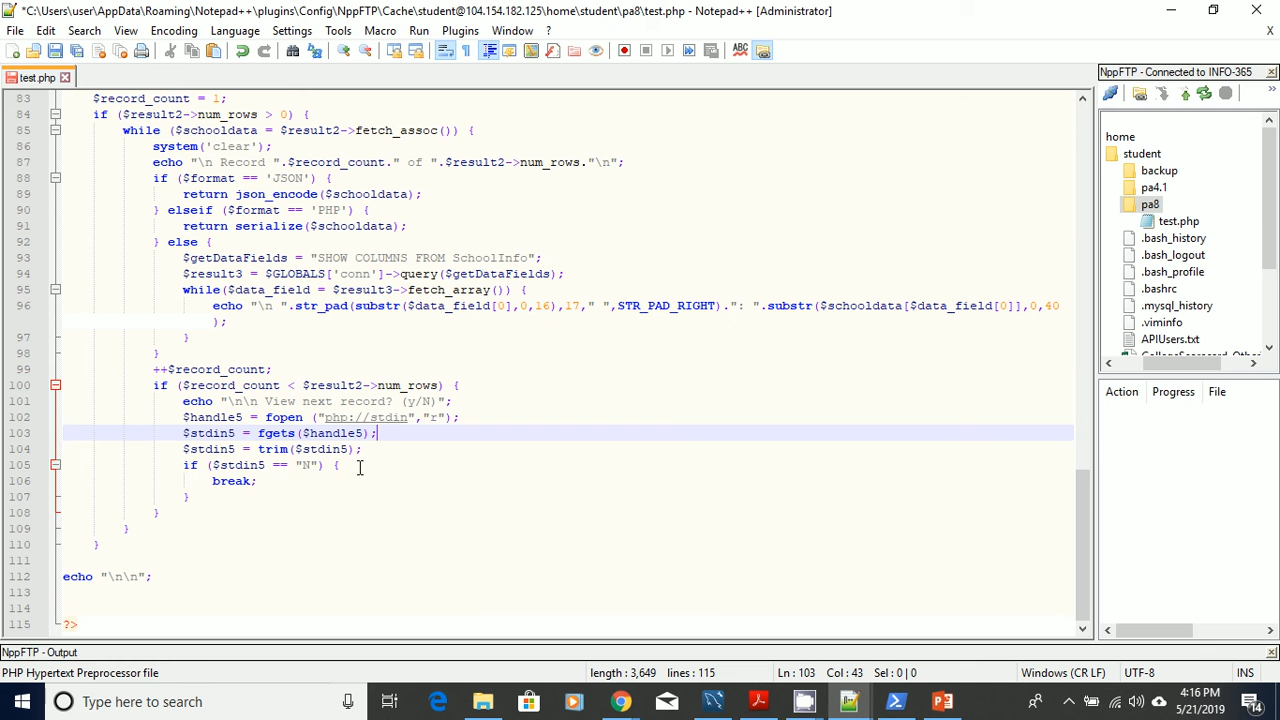 *C:\Users\user\AppData\Roaming\Notepad++\plugins\Config\NppFTP\Cache\student@104.154.182.125\home\student\pa8\test.php - Notepad++ [Administrator]
File Edit Search View Encoding Language Settings Tools Macro Run Plugins Window ? X
test.php
NppFTP - Connected to INFO-365
83 $record_count = 1;
84 if ($result2->num_rows > 0) {
85 while ($schooldata = $result2->fetch_assoc()) {
86 system('clear');
87 echo "\n Record ".$record_count." of ".$result2->num_rows."\n";
88 if ($format == 'JSON') {
89 return json_encode($schooldata);
90 } elseif ($format == 'PHP') {
91 return serialize($schooldata);
92 } else {
93 $getDataFields = "SHOW COLUMNS FROM SchoolInfo";
94 $result3 = $GLOBALS['conn']->query($getDataFields);
95 while($data_field = $result3->fetch_array()) {
96 echo "\n ".str_pad(substr($data_field[0],0,16),17," ",STR_PAD_RIGHT).": ".substr($schooldata[$data_field[0]],0,40
);
97 }
98 }
99 ++$record_count;
100 if ($record_count < $result2->num_rows) {
101 echo "\n\n View next record? (y/N)";
102 $handle5 = fopen ("php://stdin","r");
103 $stdin5 = fgets($handle5);
104 $stdin5 = trim($stdin5);
105 if ($stdin5 == "N") {
106 break;
107 }
108 }
109 }
110 }
111
112 echo "\n\n";
113
114
115 ?>
home
student
backup
pa4.1
pa8
test.php
.bash_history
.bash_logout
.bash_profile
.bashrc
.mysql_history
.viminfo
APIUsers.txt
Action Progress File
NppFTP - Output
PHP Hypertext Preprocessor file length : 3,649 lines : 115 Ln : 103 Col : 43 Sel : 0 | 0 Windows (CR LF) UTF-8 INS
Type here to search
4:16 PM
5/21/2019
14